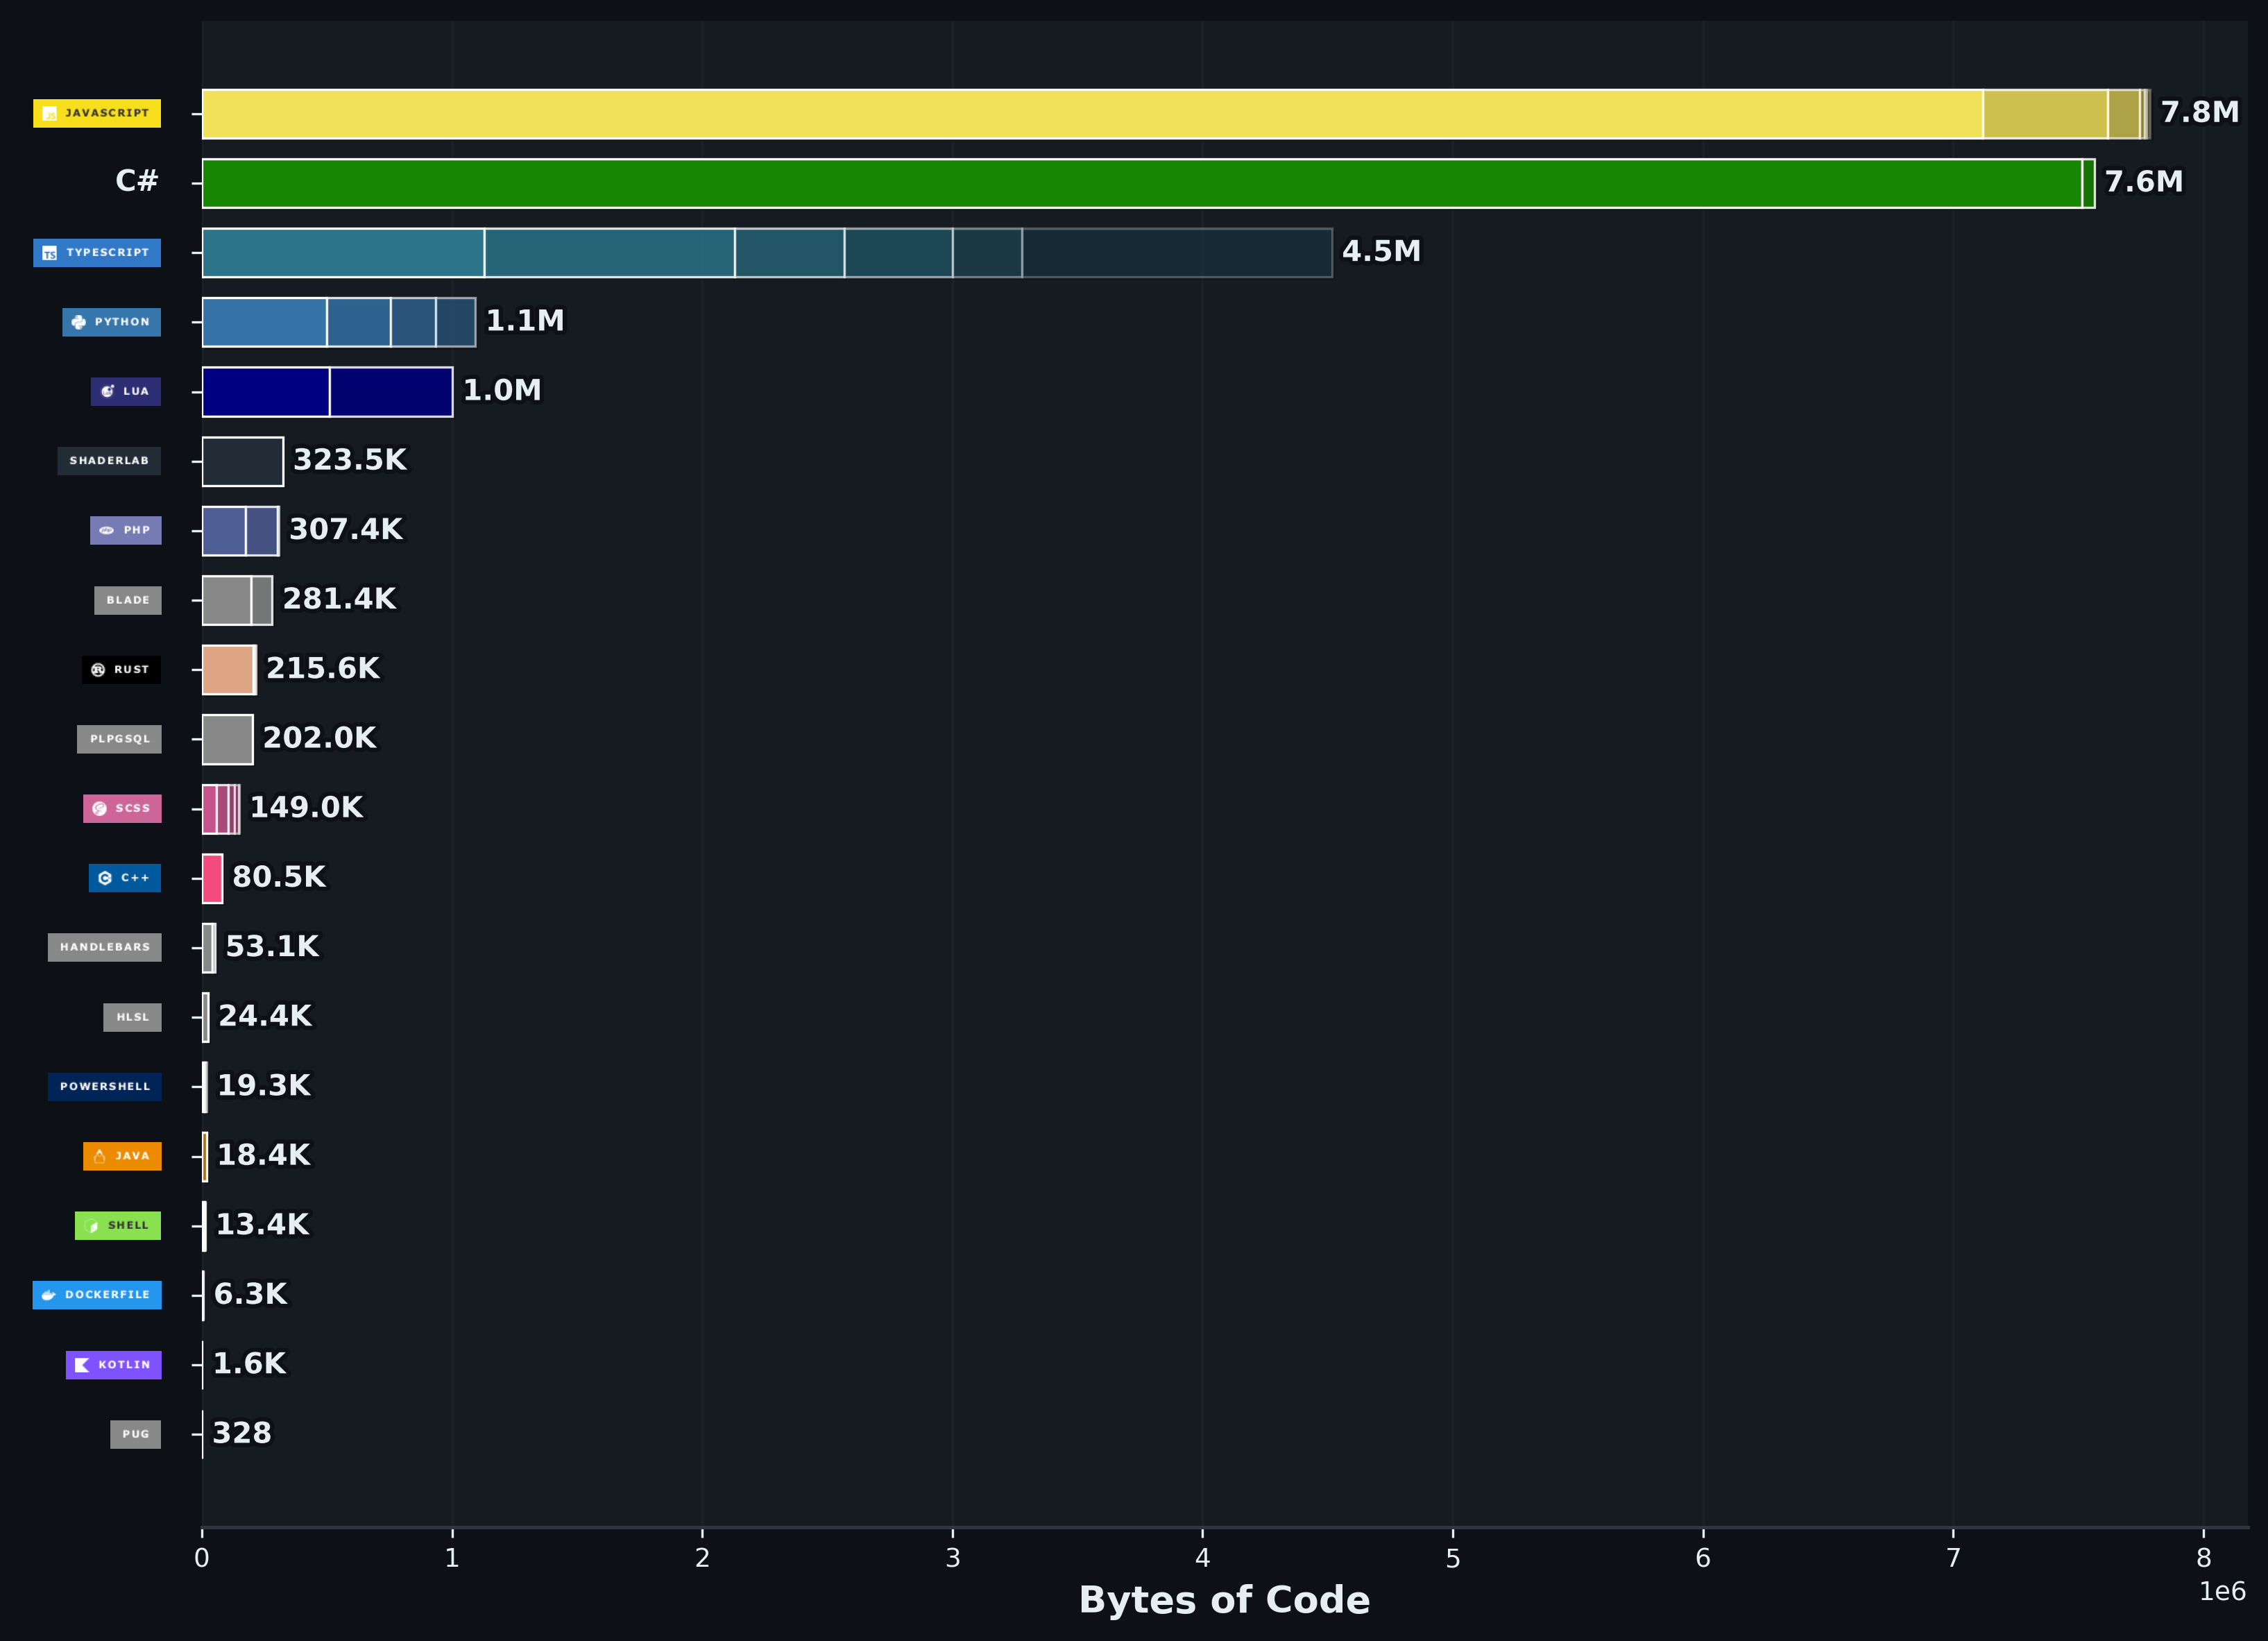 JAVASCRIPT 7.8M
C# 7.6M
TYPESCRIPT 4.5M
PYTHON 1.1M
LUA 1.0M
SHADERLAB 323.5K
PHP 307.4K
BLADE 281.4K
RUST 215.6K
PLPGSQL 202.0K
SCSS 149.0K
C++ 80.5K
HANDLEBARS 53.1K
HLSL 24.4K
POWERSHELL 19.3K
JAVA 18.4K
SHELL 13.4K
DOCKERFILE 6.3K
KOTLIN 1.6K
PUG 328
0 1 2 3 4 5 6 7 8
1e6
Bytes of Code